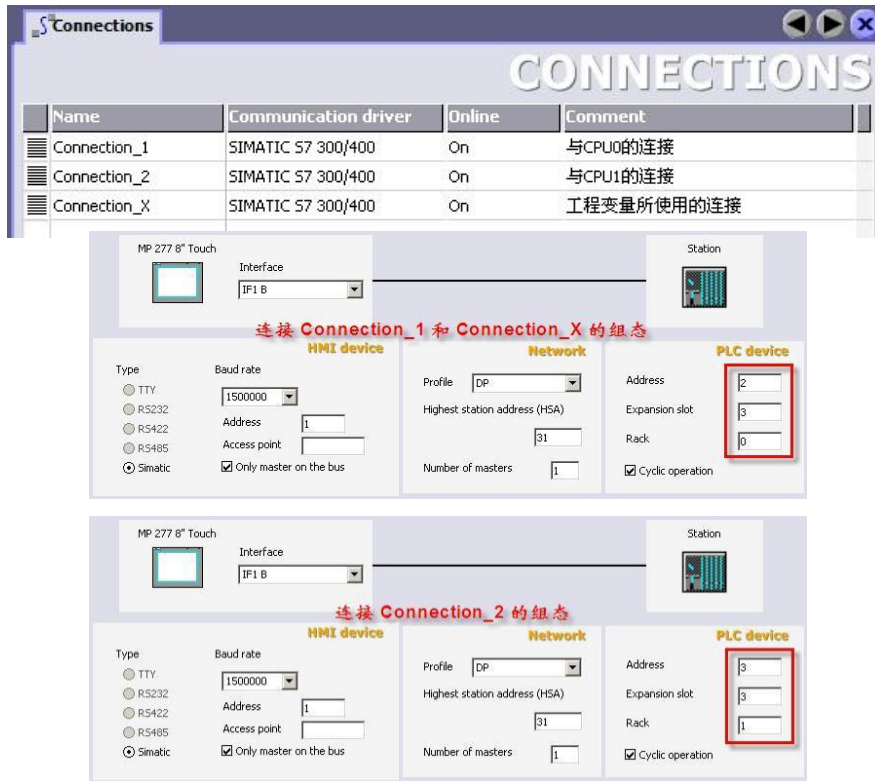 Connections
CONNECTIONS
Name Communication driver Online Comment
Connection_1 SIMATIC S7 300/400 On 与CPU0的连接
Connection_2 SIMATIC S7 300/400 On 与CPU1的连接
Connection_X SIMATIC S7 300/400 On 工程变量所使用的连接
MP 277 8" Touch
Station
Interface
IF1 B
连接 Connection_1 和 Connection_X 的组态
HMI device Network PLC device
Type Baud rate
TTY
1500000
Profile DP
Address 2
RS232
Address 1
Highest station address (HSA)
Expansion slot 3
RS422
31
RS485
Access point
Rack 0
Simatic
Only master on the bus
Number of masters 1
Cyclic operation
MP 277 8" Touch
Station
Interface
IF1 B
连接 Connection_2 的组态
HMI device Network PLC device
Type Baud rate
TTY
1500000
Profile DP
Address 3
RS232
Address 1
Highest station address (HSA)
Expansion slot 3
RS422
31
RS485
Access point
Rack 1
Simatic
Only master on the bus
Number of masters 1
Cyclic operation